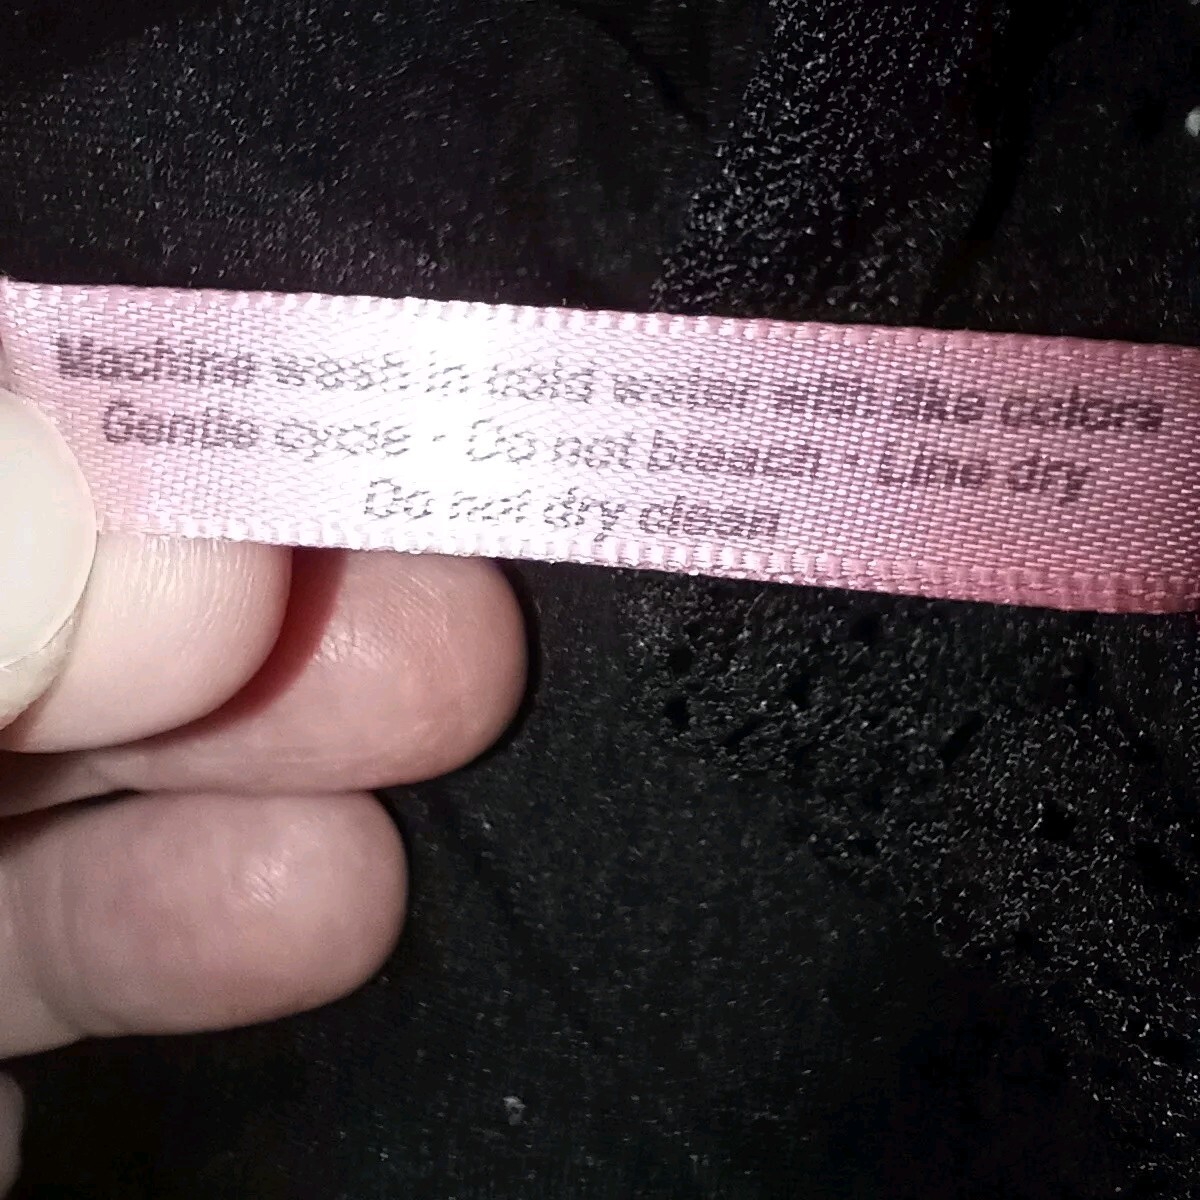 Machine wash in cold water with like colors
Gentle cycle · Do not bleach · Line dry
Do not dry clean